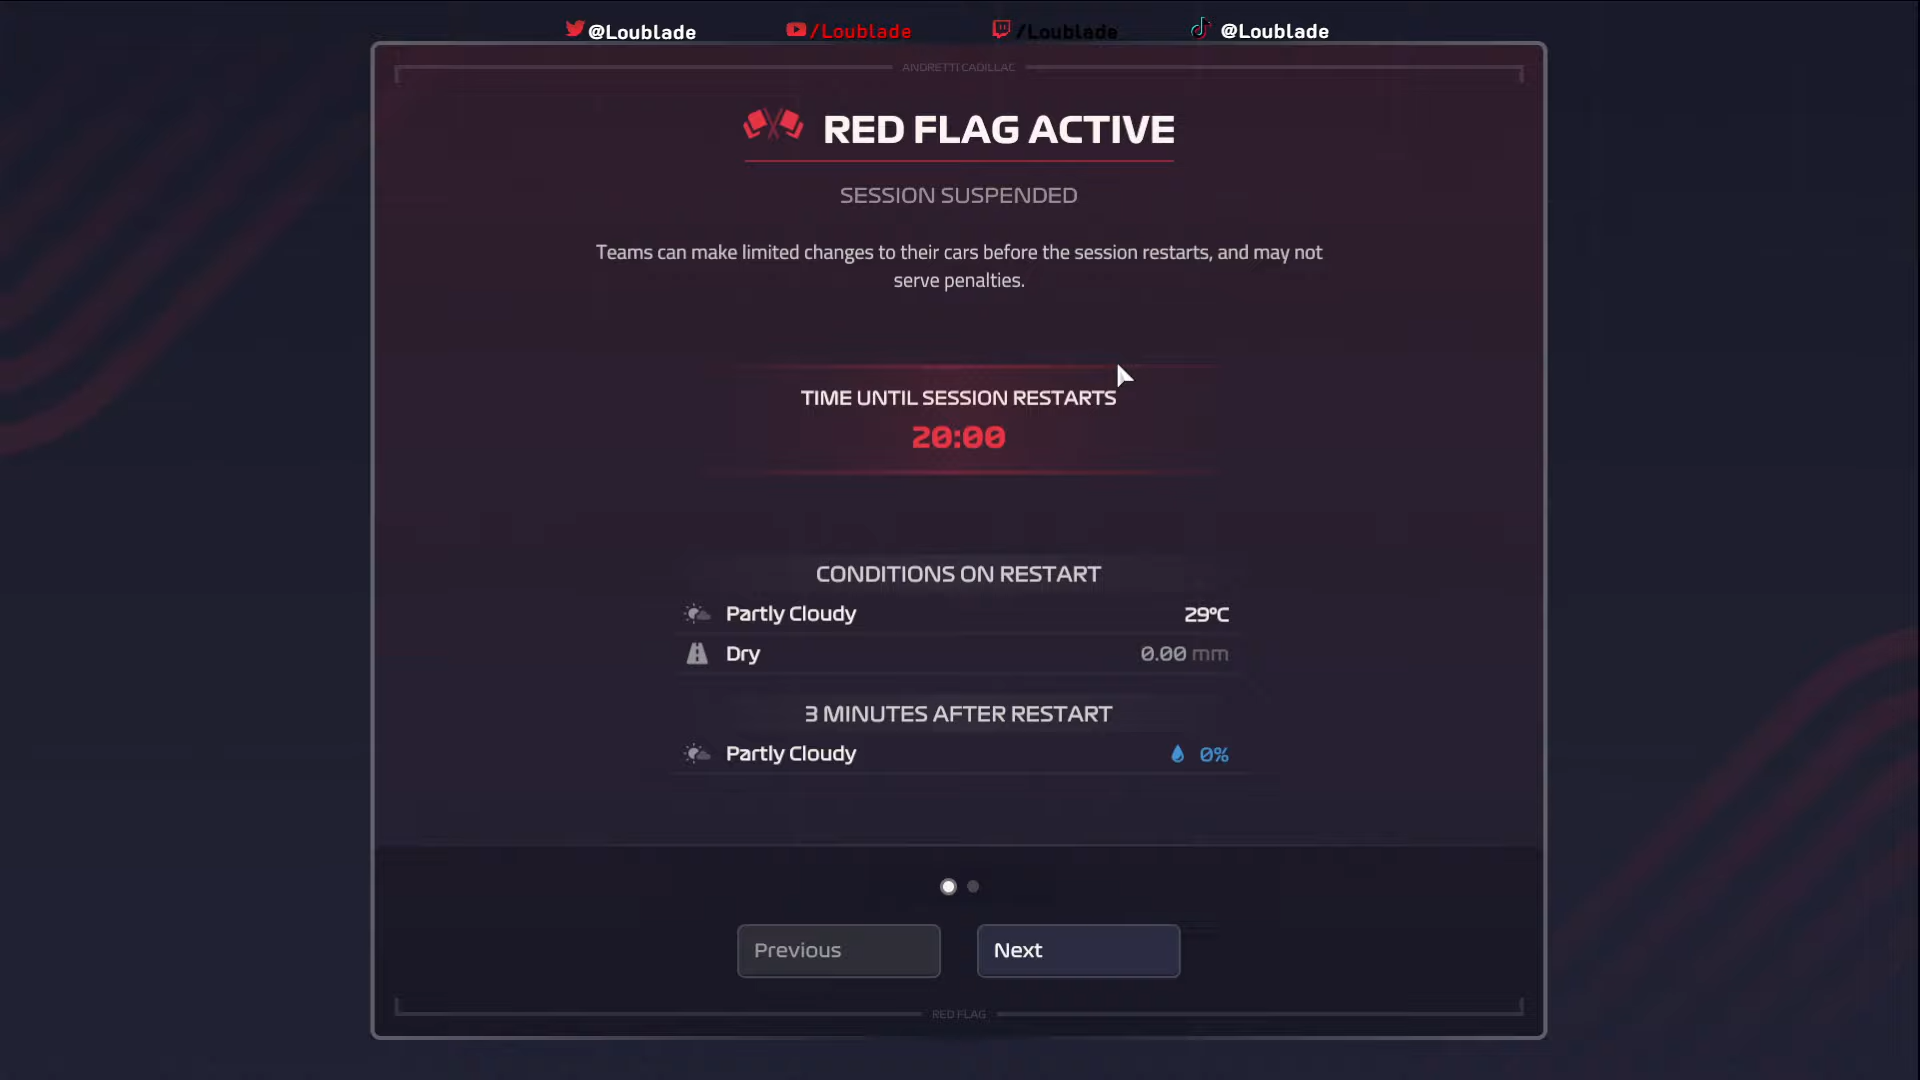 @Loublade /Loublade /Loublade @Loublade
ANDRETTI CADILLAC
RED FLAG ACTIVE
SESSION SUSPENDED
Teams can make limited changes to their cars before the session restarts, and may not
serve penalties.
TIME UNTIL SESSION RESTARTS
20:00
CONDITIONS ON RESTART
Partly Cloudy 29°C
Dry 0.00 mm
3 MINUTES AFTER RESTART
Partly Cloudy 0%
Previous Next
RED FLAG